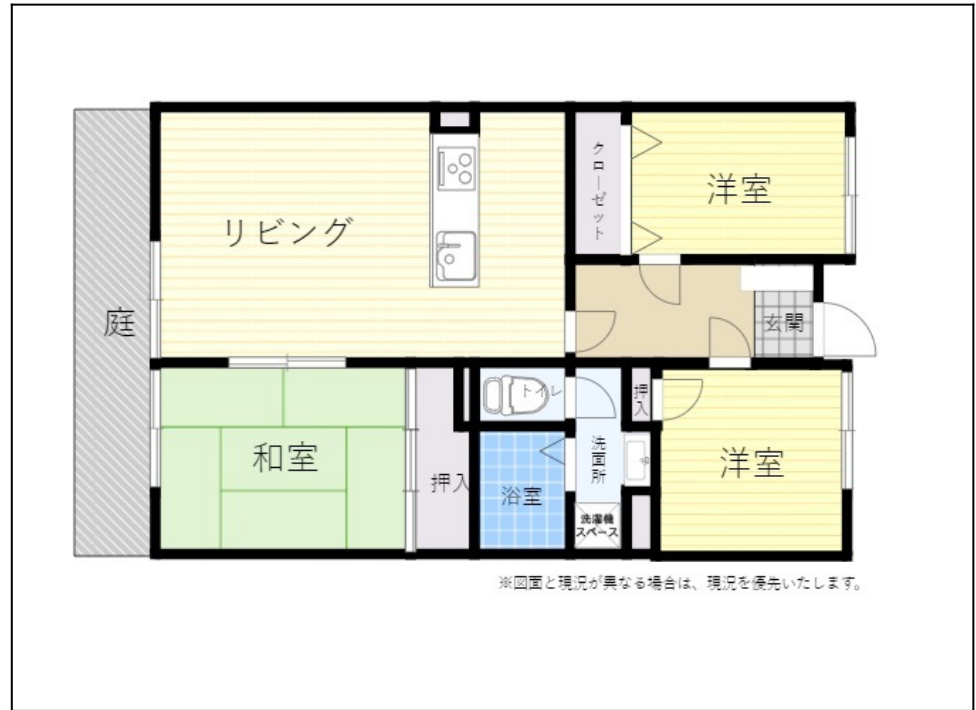 クローゼット
洋室
リビング
庭
玄関
トイレ
押入
和室
押入
浴室
洗面所
洋室
洗濯機
スペース
※図面と現況が異なる場合は、現況を優先いたします。